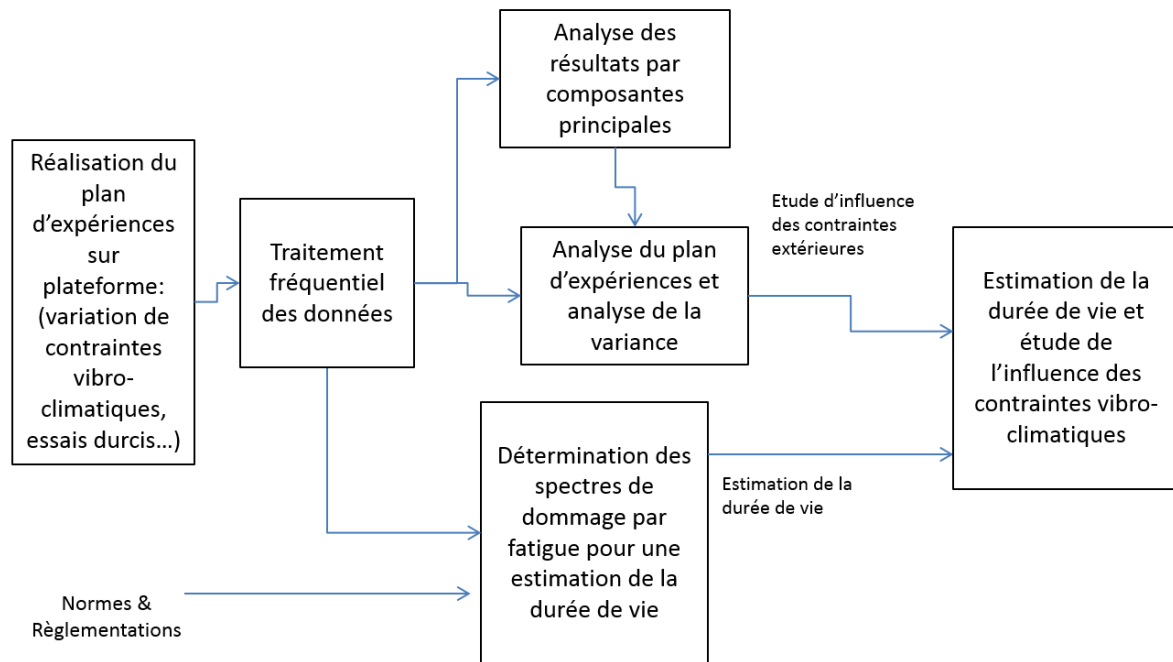 Analyse des
résultats par
composantes
principales
Réalisation du
plan
d'expériences
sur
plateforme:
(variation de
contraintes
vibro-
climatiques,
essais durcis…)
Traitement
fréquentiel
des données
Analyse du plan
d'expériences et
analyse de la
variance
Etude d'influence
des contraintes
extérieures
Estimation de la
durée de vie et
étude de
l'influence des
contraintes vibro-
climatiques
Détermination des
spectres de
dommage par
fatigue pour une
estimation de la
durée de vie
Estimation de la
durée de vie
Normes &
Règlementations